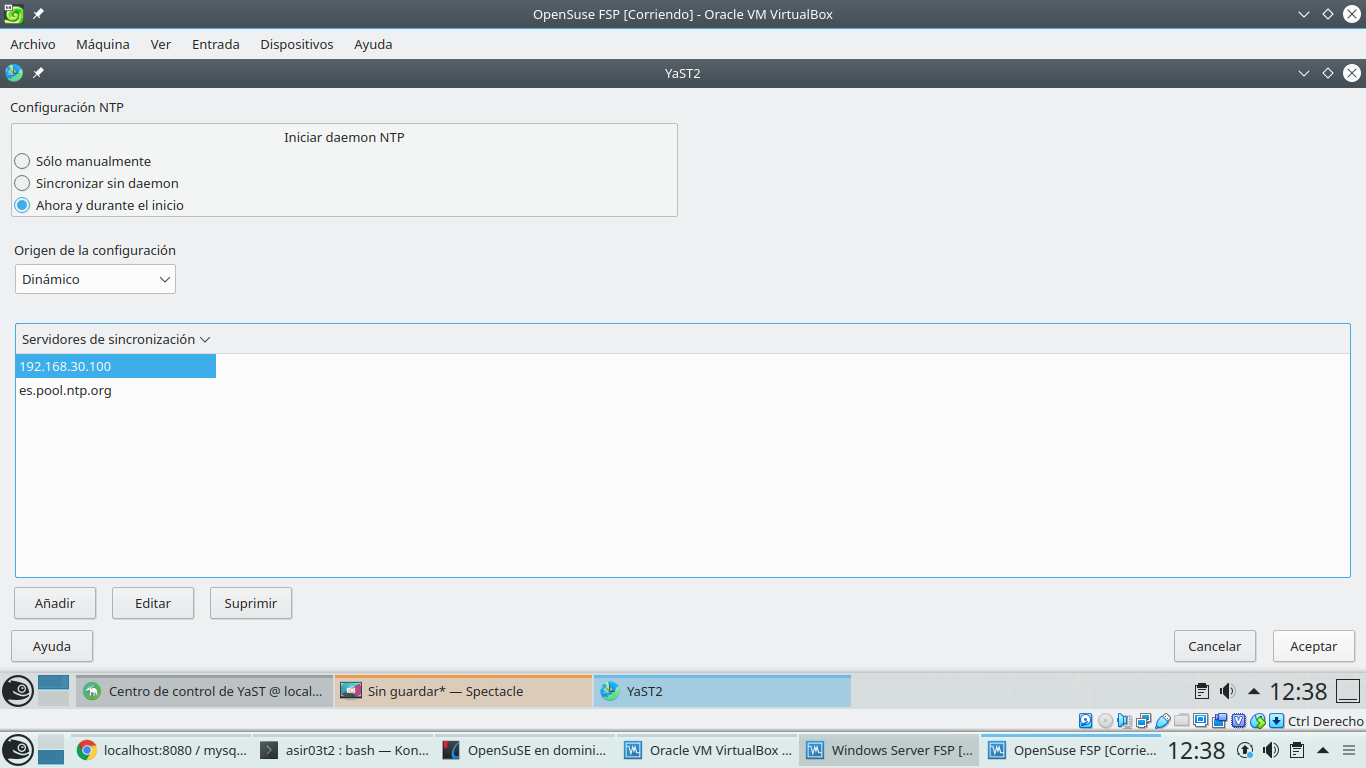 OpenSuse FSP [Corriendo] - Oracle VM VirtualBox
Archivo Máquina Ver Entrada Dispositivos Ayuda
YaST2
Configuración NTP
Iniciar daemon NTP
Sólo manualmente
Sincronizar sin daemon
Ahora y durante el inicio
Origen de la configuración
Dinámico
Servidores de sincronización
192.168.30.100
es.pool.ntp.org
Añadir Editar Suprimir
Ayuda Cancelar Aceptar
Centro de control de YaST @ local... Sin guardar* — Spectacle YaST2 12:38
Ctrl Derecho
localhost:8080 / mysq... asir03t2 : bash — Kon... OpenSuSE en domini... Oracle VM VirtualBox ... Windows Server FSP [... OpenSuse FSP [Corrie... 12:38